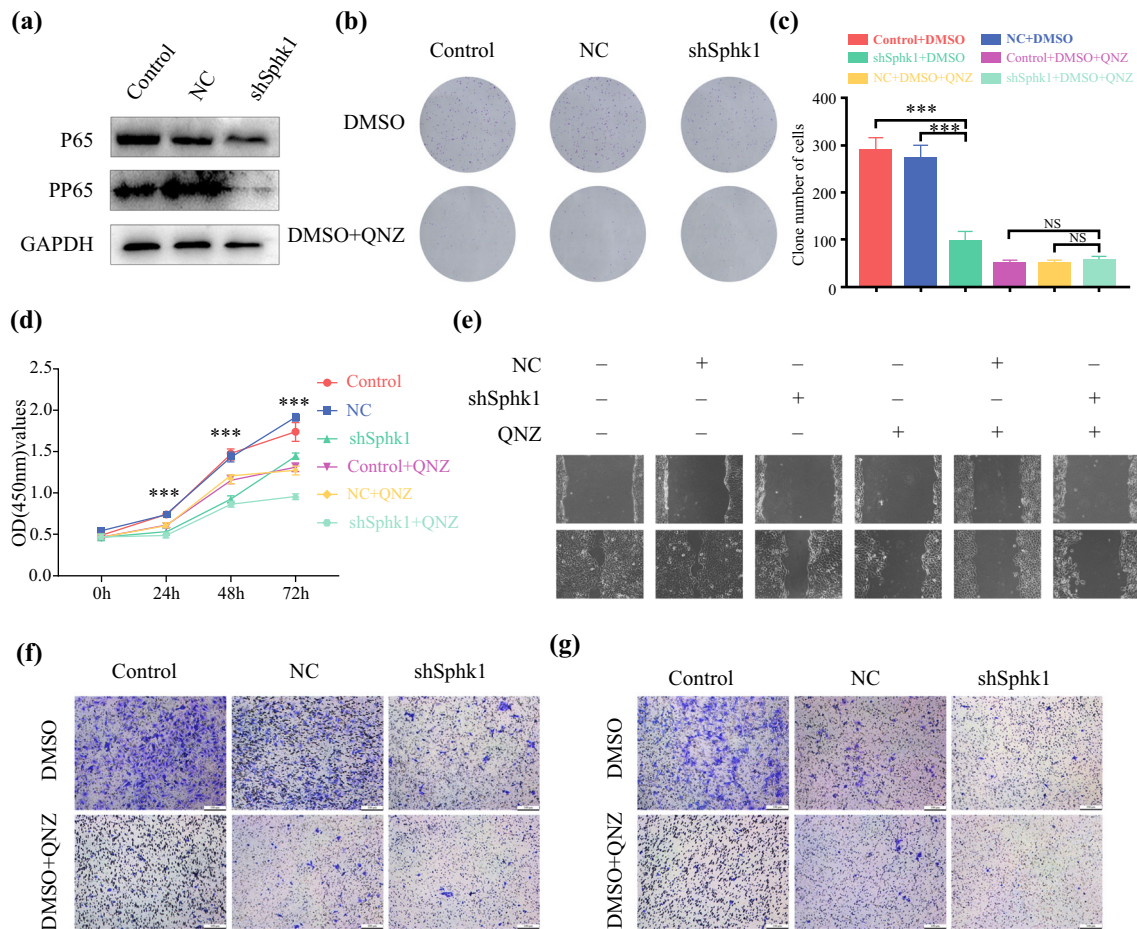 (a)
Control
NC
shSphk1
P65
PP65
GAPDH
(b)
Control
NC
shSphk1
DMSO
DMSO+QNZ
(c)
Control+DMSO
NC+DMSO
shSphk1+DMSO
Control+DMSO+QNZ
NC+DMSO+QNZ
shSphk1+DMSO+QNZ
Clone number of cells
400
300
200
100
0
***
***
NS
NS
(d)
OD(450nm)values
2.5
2.0
1.5
1.0
0.5
0.0
0h
24h
48h
72h
***
***
***
Control
NC
shSphk1
Control+QNZ
NC+QNZ
shSphk1+QNZ
(e)
NC – + – – + –
shSphk1 – – + – – +
QNZ – – – + + +
(f)
Control
NC
shSphk1
DMSO
DMSO+QNZ
(g)
Control
NC
shSphk1
DMSO
DMSO+QNZ